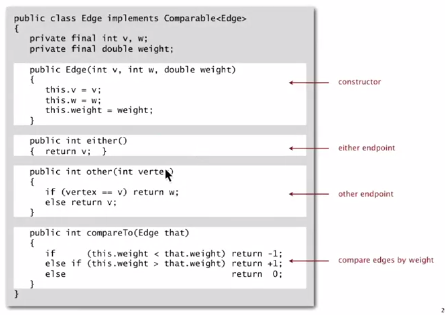 public class Edge implements Comparable<Edge>
{
private final int v, w;
private final double weight;
public Edge(int v, int w, double weight)
{
this.v = v;
this.w = w;
this.weight = weight;
}
constructor
public int either()
{ return v; }
either endpoint
public int other(int vertex)
{
if (vertex == v) return w;
else return v;
}
other endpoint
public int compareTo(Edge that)
{
if (this.weight < that.weight) return -1;
else if (this.weight > that.weight) return +1;
else return 0;
}
compare edges by weight
}
2